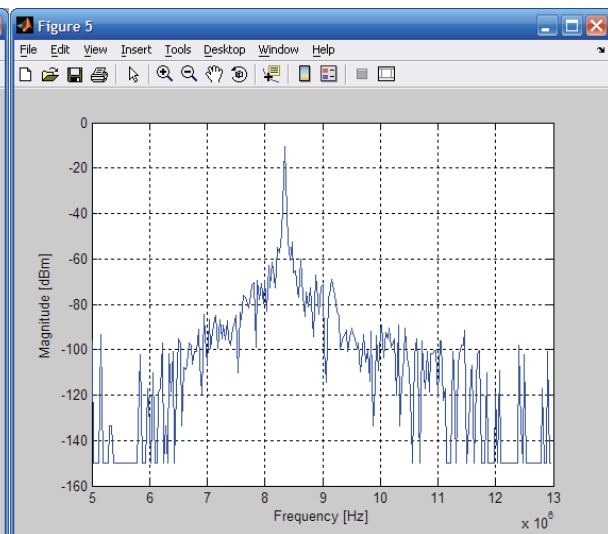 Figure 5
File Edit View Insert Tools Desktop Window Help
0
-20
-40
-60
-80
-100
-120
-140
-160
Magnitude [dBm]
5 6 7 8 9 10 11 12 13
Frequency [Hz]
x 10^6